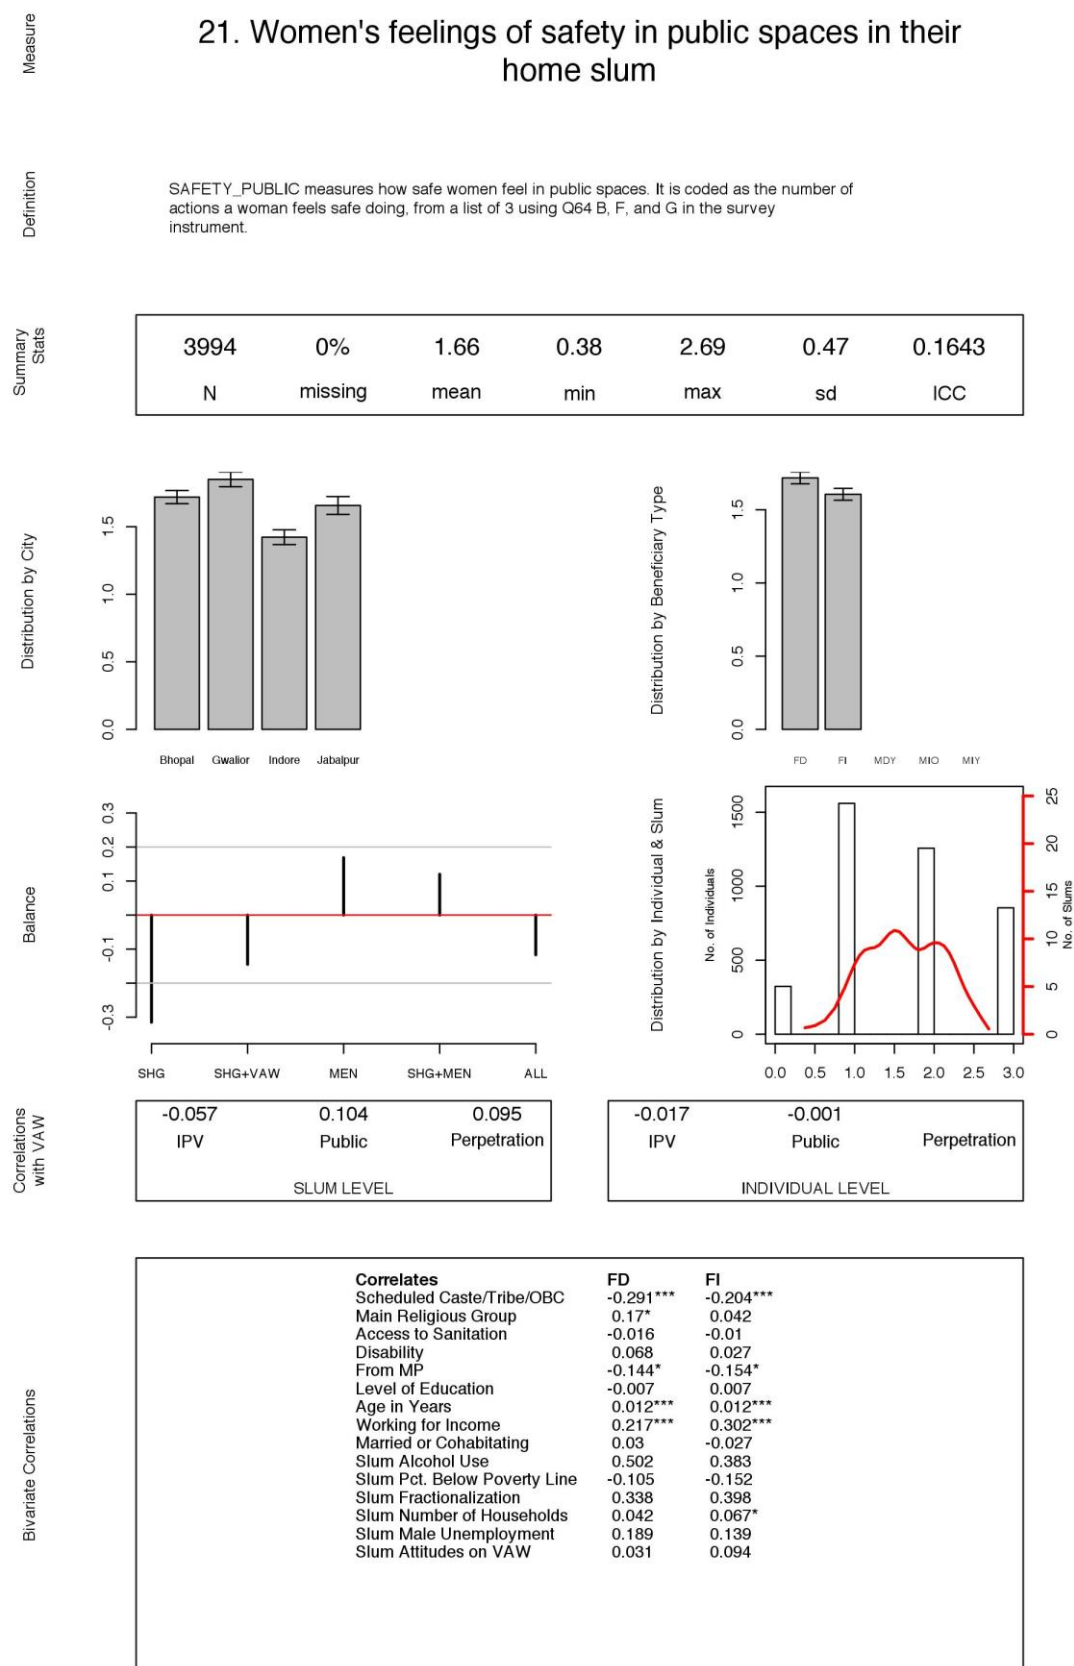 Measure
21. Women's feelings of safety in public spaces in their
home slum
Definition
SAFETY_PUBLIC measures how safe women feel in public spaces. It is coded as the number of
actions a woman feels safe doing, from a list of 3 using Q64 B, F, and G in the survey
instrument.
Summary
Stats
3994 0% 1.66 0.38 2.69 0.47 0.1643
N missing mean min max sd ICC
Distribution by City
0.0 0.5 1.0 1.5
Bhopal Gwalior Indore Jabalpur
Distribution by Beneficiary Type
0.0 0.5 1.0 1.5
FD FI MDY MIO MIY
Balance
-0.3 -0.1 0.1 0.2 0.3
SHG SHG+VAW MEN SHG+MEN ALL
Distribution by Individual & Slum
No. of Individuals
0 500 1000 1500
0 5 10 15 20 25
No. of Slums
0.0 0.5 1.0 1.5 2.0 2.5 3.0
Correlations
with VAW
-0.057 0.104 0.095
IPV Public Perpetration
SLUM LEVEL
-0.017 -0.001
IPV Public Perpetration
INDIVIDUAL LEVEL
Bivariate Correlations
Correlates FD FI
Scheduled Caste/Tribe/OBC -0.291*** -0.204***
Main Religious Group 0.17* 0.042
Access to Sanitation -0.016 -0.01
Disability 0.068 0.027
From MP -0.144* -0.154*
Level of Education -0.007 0.007
Age in Years 0.012*** 0.012***
Working for Income 0.217*** 0.302***
Married or Cohabitating 0.03 -0.027
Slum Alcohol Use 0.502 0.383
Slum Pct. Below Poverty Line -0.105 -0.152
Slum Fractionalization 0.338 0.398
Slum Number of Households 0.042 0.067*
Slum Male Unemployment 0.189 0.139
Slum Attitudes on VAW 0.031 0.094